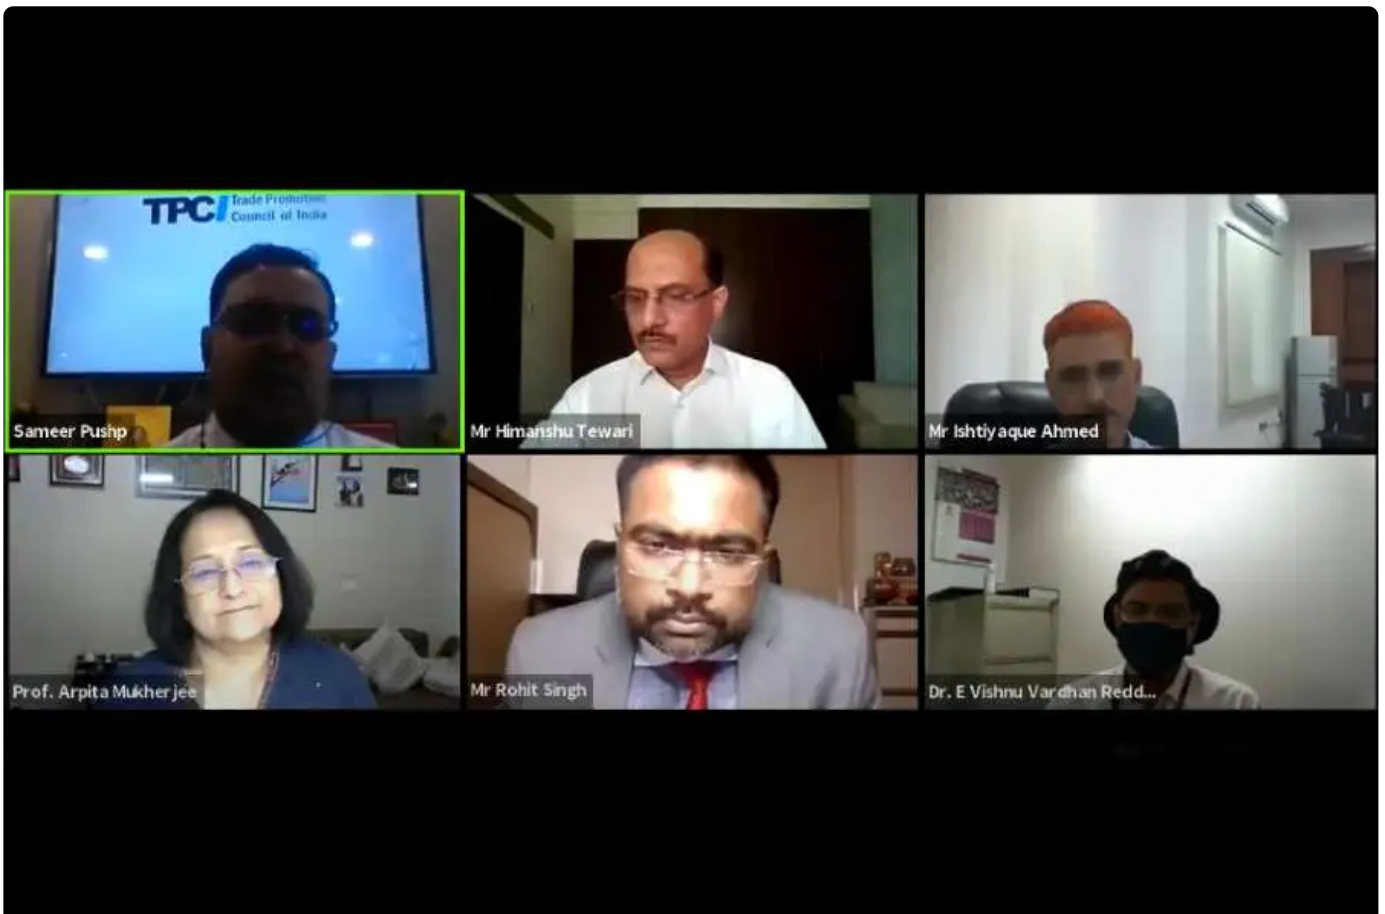 TPCI Trade Promotion
Council of India
Sameer Pushp
Mr Himanshu Tewari
Mr Ishtiyaque Ahmed
Prof. Arpita Mukherjee
Mr Rohit Singh
Dr. E Vishnu Vardhan Redd...